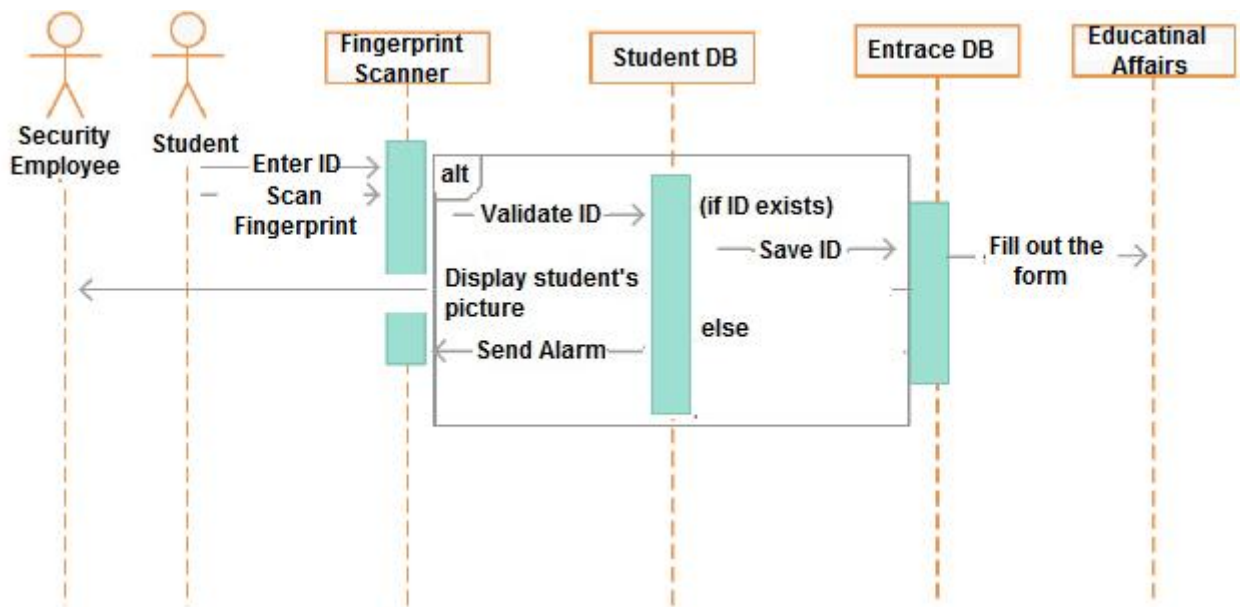 Security
Employee
Student
Fingerprint
Scanner
Student DB
Entrace DB
Educatinal
Affairs
Enter ID
Scan
Fingerprint
alt
Validate ID
(if ID exists)
Save ID
Fill out the
form
Display student's
picture
else
Send Alarm